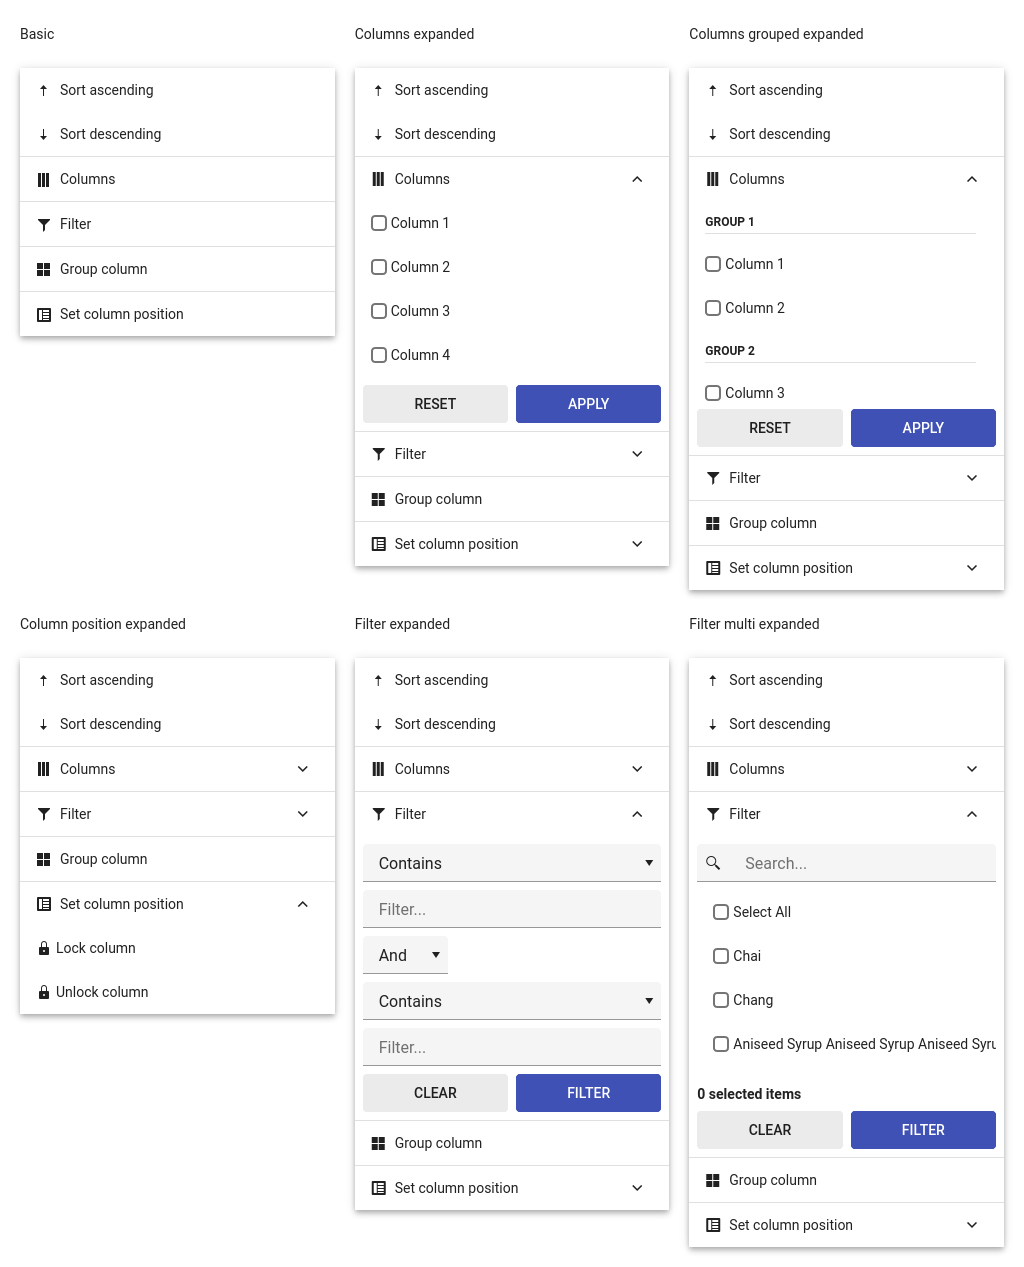 Basic
Sort ascending
Sort descending
Columns
Filter
Group column
Set column position
Columns expanded
Sort ascending
Sort descending
Columns
Column 1
Column 2
Column 3
Column 4
RESET APPLY
Filter
Group column
Set column position
Columns grouped expanded
Sort ascending
Sort descending
Columns
GROUP 1
Column 1
Column 2
GROUP 2
Column 3
RESET APPLY
Filter
Group column
Set column position
Column position expanded
Sort ascending
Sort descending
Columns
Filter
Group column
Set column position
Lock column
Unlock column
Filter expanded
Sort ascending
Sort descending
Columns
Filter
Contains
Filter...
And
Contains
Filter...
CLEAR FILTER
Group column
Set column position
Filter multi expanded
Sort ascending
Sort descending
Columns
Filter
Search...
Select All
Chai
Chang
Aniseed Syrup Aniseed Syrup Aniseed Syru
0 selected items
CLEAR FILTER
Group column
Set column position